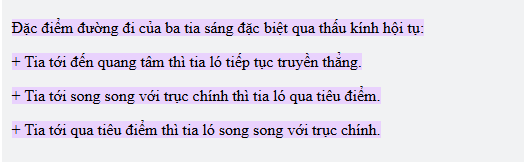 Đặc điểm đường đi của ba tia sáng đặc biệt qua thấu kính hội tụ:
+ Tia tới đến quang tâm thì tia ló tiếp tục truyền thẳng.
+ Tia tới song song với trục chính thì tia ló qua tiêu điểm.
+ Tia tới qua tiêu điểm thì tia ló song song với trục chính.